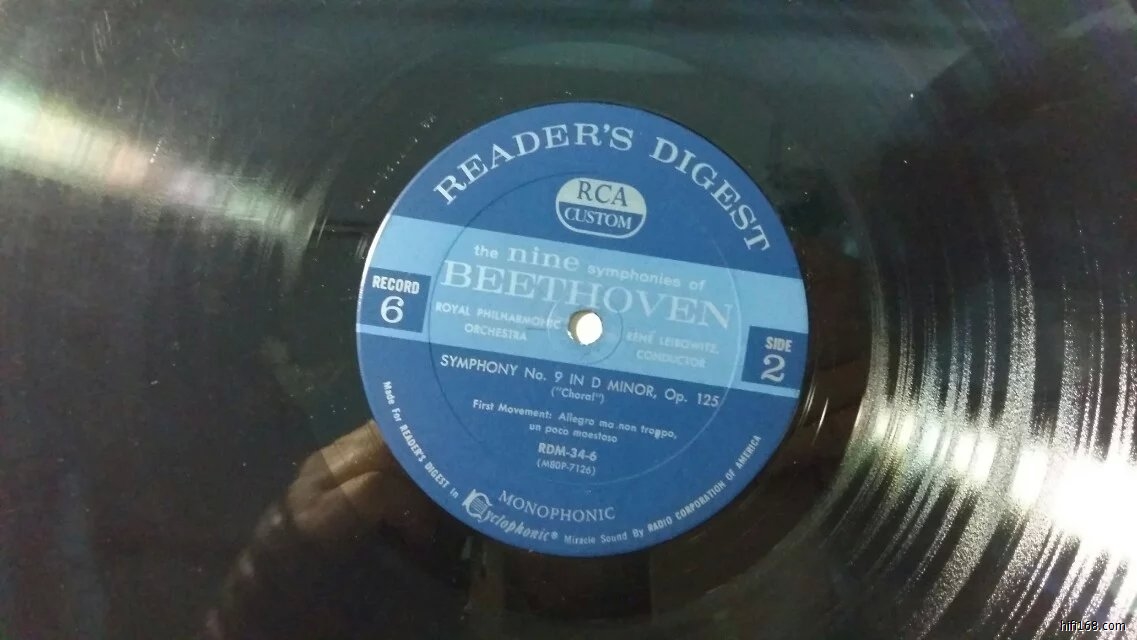 READER'S DIGEST
RCA
CUSTOM
the nine symphonies of
BEETHOVEN
RECORD
6
ROYAL PHILHARMONIC
ORCHESTRA
RENÉ LEIBOWITZ,
CONDUCTOR
SIDE
2
SYMPHONY No. 9 IN D MINOR, Op. 125
("Choral")
First Movement: Allegro ma non troppo,
un poco maestoso
RDM-34-6
(M80P-7126)
MONOPHONIC
Made For READER'S DIGEST In Cyclophonic® Miracle Sound By RADIO CORPORATION OF AMERICA
hifi168.com